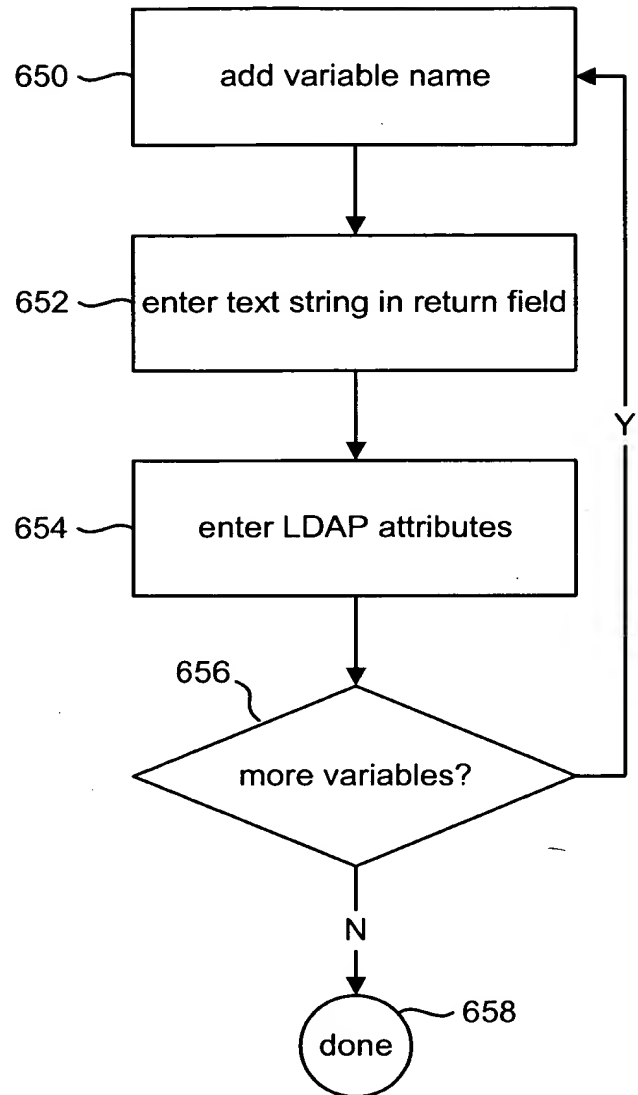 650
add variable name
652
enter text string in return field
654
enter LDAP attributes
Y
656
more variables?
N
658
done